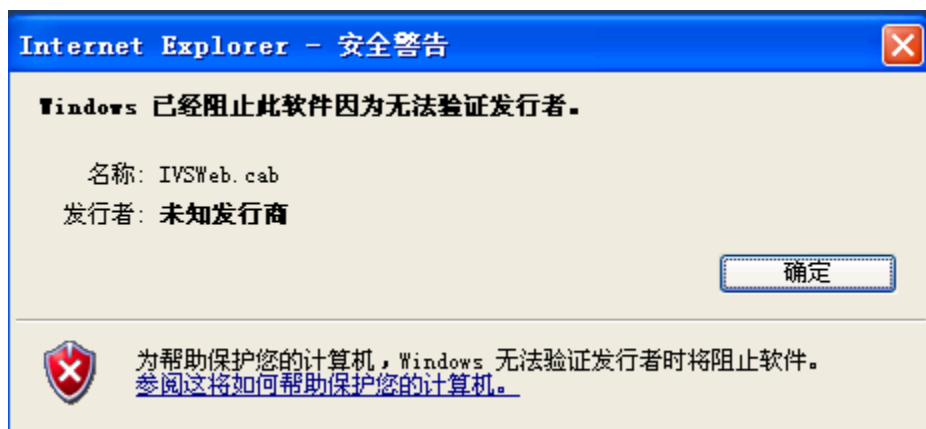 Internet Explorer - 安全警告
Windows 已经阻止此软件因为无法验证发行者。
名称: IVSWeb.cab
发行者: 未知发行商
确定
为帮助保护您的计算机，Windows 无法验证发行者时将阻止软件。
参阅这将如何帮助保护您的计算机。